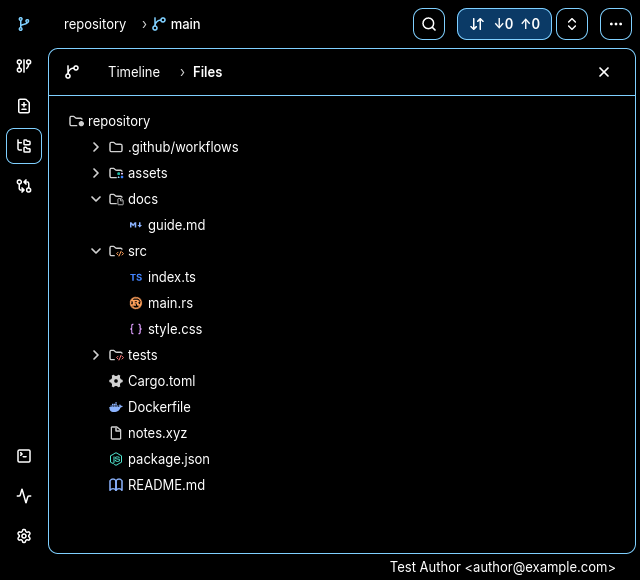 repository › main ↓0 ↑0
Timeline › Files
repository
.github/workflows
assets
docs
guide.md
src
TS index.ts
main.rs
style.css
tests
Cargo.toml
Dockerfile
notes.xyz
package.json
README.md
Test Author <author@example.com>